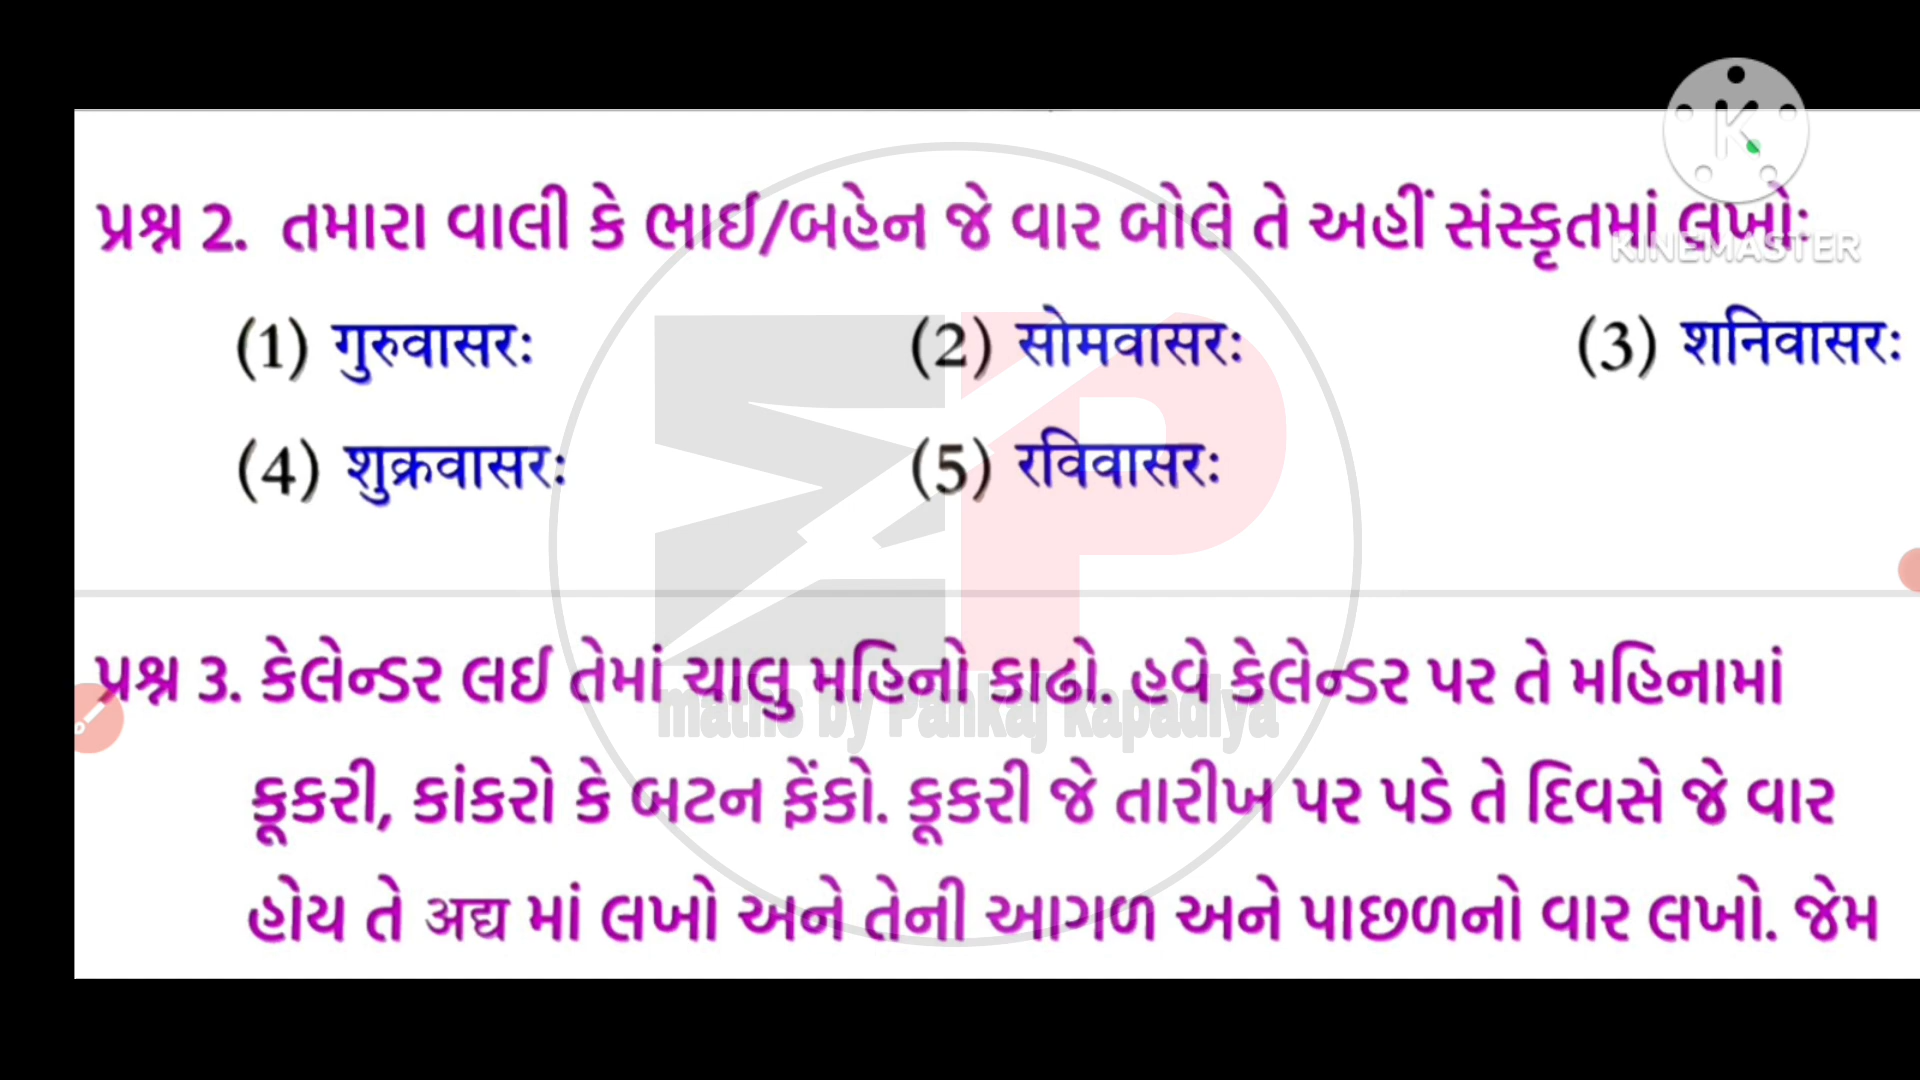 પ્રશ્ન 2. તમારા વાલી કે ભાઈ/બહેન જે વાર બોલે તે અહીં સંસ્કૃતમાં લખો:
KINEMASTER
(1) गुरुवासरः (2) सोमवासरः (3) शनिवासरः
(4) शुक्रवासरः (5) रविवासरः
પ્રશ્ન 3. કેલેન્ડર લઈ તેમાં ચાલુ મહિનો કાઢો. હવે કેલેન્ડર પર તે મહિનામાં
maths by Pankaj kapadiya
કૂકરી, કાંકરો કે બટન ફેંકો. કૂકરી જે તારીખ પર પડે તે દિવસે જે વાર
હોય તે अद्य માં લખો અને તેની આગળ અને પાછળનો વાર લખો. જેમ